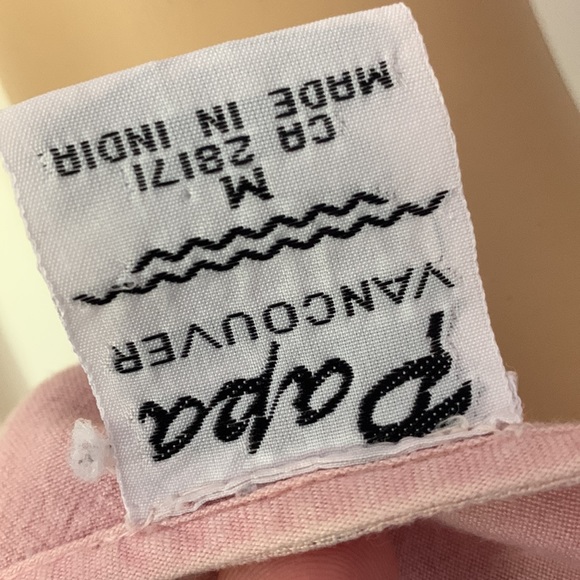 Papa
VANCOUVER
M
CA 28171
MADE IN INDIA